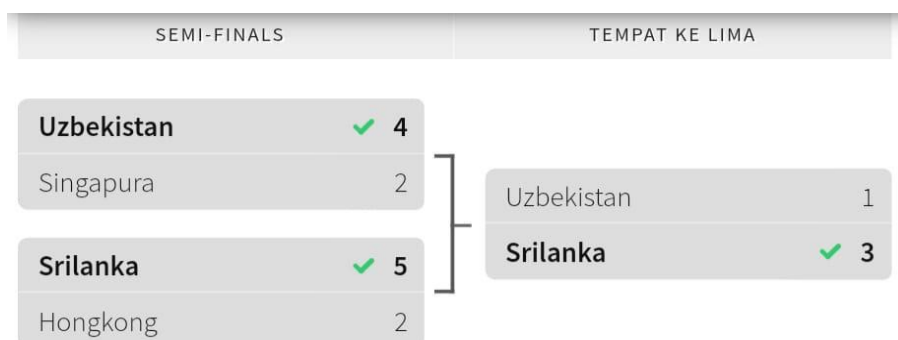 SEMI-FINALS
TEMPAT KE LIMA
Uzbekistan 4
Singapura 2
Srilanka 5
Hongkong 2
Uzbekistan 1
Srilanka 3